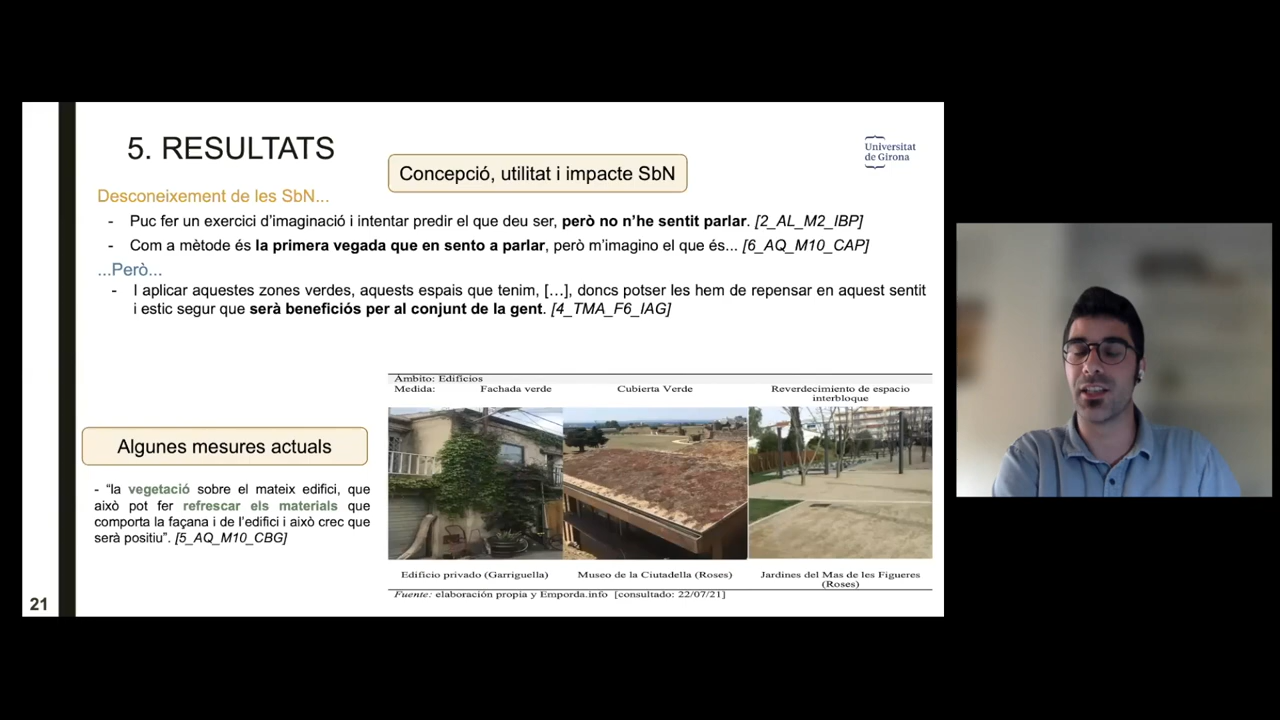 5. RESULTATS
Universitat
de Girona
Concepció, utilitat i impacte SbN
Desconeixement de les SbN...
- Puc fer un exercici d’imaginació i intentar predir el que deu ser, però no n’he sentit parlar. [2_AL_M2_IBP]
- Com a mètode és la primera vegada que en sento a parlar, però m’imagino el que és... [6_AQ_M10_CAP]
...Però...
- I aplicar aquestes zones verdes, aquests espais que tenim, […], doncs potser les hem de repensar en aquest sentit
i estic segur que serà beneficiós per al conjunt de la gent. [4_TMA_F6_IAG]
Algunes mesures actuals
- “la vegetació sobre el mateix edifici, que
això pot fer refrescar els materials que
comporta la façana i de l’edifici i això crec que
serà positiu”. [5_AQ_M10_CBG]
Ámbito: Edificios
Medida: Fachada verde Cubierta Verde Reverdecimiento de espacio
interbloque
Edificio privado (Garriguella) Museo de la Ciutadella (Roses) Jardines del Mas de les Figueres
(Roses)
Fuente: elaboración propia y Emporda.info [consultado: 22/07/21]
21